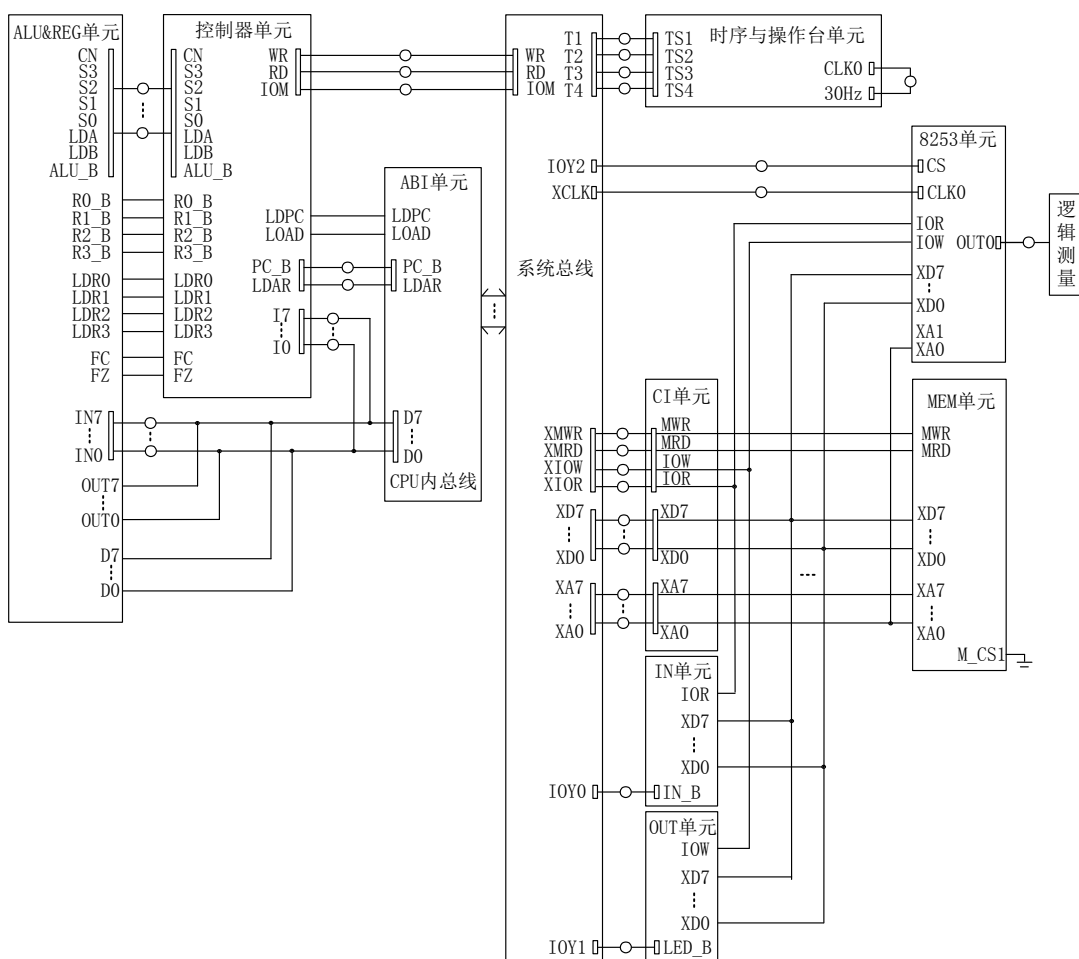 ALU&REG单元
CN
S3
S2
S1
S0
LDA
LDB
ALU_B
R0_B
R1_B
R2_B
R3_B
LDR0
LDR1
LDR2
LDR3
FC
FZ
IN7
IN0
OUT7
OUT0
D7
D0
控制器单元
CN
S3
S2
S1
S0
LDA
LDB
ALU_B
R0_B
R1_B
R2_B
R3_B
LDR0
LDR1
LDR2
LDR3
FC
FZ
WR
RD
IOM
LDPC
LOAD
PC_B
LDAR
I7
I0
ABI单元
LDPC
LOAD
PC_B
LDAR
D7
D0
CPU内总线
系统总线
WR
RD
IOM
T1
T2
T3
T4
IOY2
XCLK
XMWR
XMRD
XIOW
XIOR
XD7
XD0
XA7
XA0
IOY0
IOY1
时序与操作台单元
TS1
TS2
TS3
TS4
CLK0
30Hz
8253单元
CS
CLK0
IOR
IOW
OUT0
XD7
XD0
XA1
XA0
逻辑测量
CI单元
MWR
MRD
IOW
IOR
XD7
XD0
XA7
XA0
MEM单元
MWR
MRD
XD7
XD0
XA7
XA0
M_CS1
...
IN单元
IOR
XD7
XD0
IN_B
OUT单元
IOW
XD7
XD0
LED_B